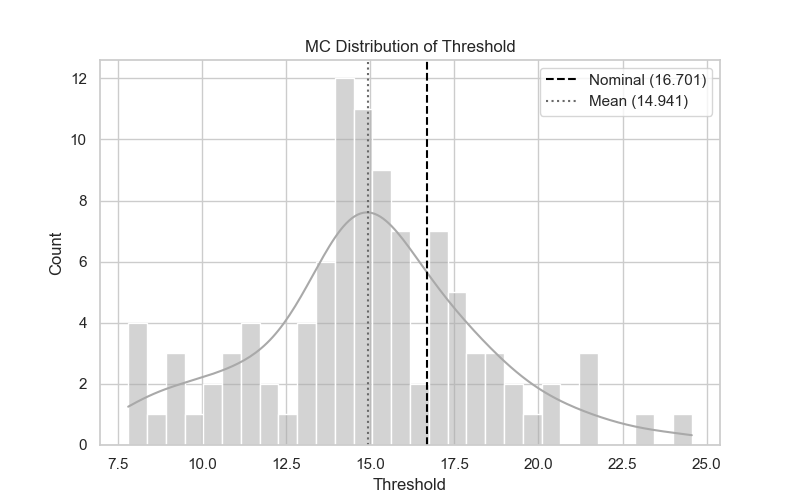 MC Distribution of Threshold
Nominal (16.701)
Mean (14.941)
Count
12
10
8
6
4
2
0
7.5 10.0 12.5 15.0 17.5 20.0 22.5 25.0
Threshold